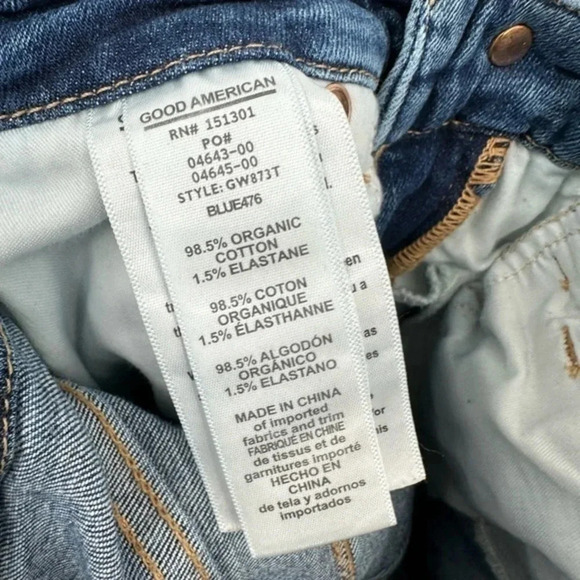 GOOD AMERICAN
RN# 151301
PO#
04643-00
04645-00
STYLE: GW873T
BLUE476
98.5% ORGANIC
COTTON
1.5% ELASTANE
98.5% COTON
ORGANIQUE
1.5% ÉLASTHANNE
98.5% ALGODÓN
ORGÁNICO
1.5% ELASTANO
MADE IN CHINA
of imported
fabrics and trim
FABRIQUÉ EN CHINE
de tissus et de
garnitures importé
HECHO EN
CHINA
de tela y adornos
importados